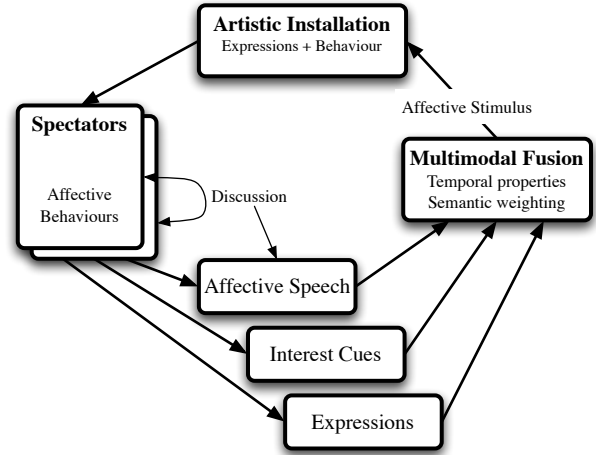 Artistic Installation
Expressions + Behaviour
Affective Stimulus
Spectators
Affective
Behaviours
Multimodal Fusion
Temporal properties
Semantic weighting
Discussion
Affective Speech
Interest Cues
Expressions